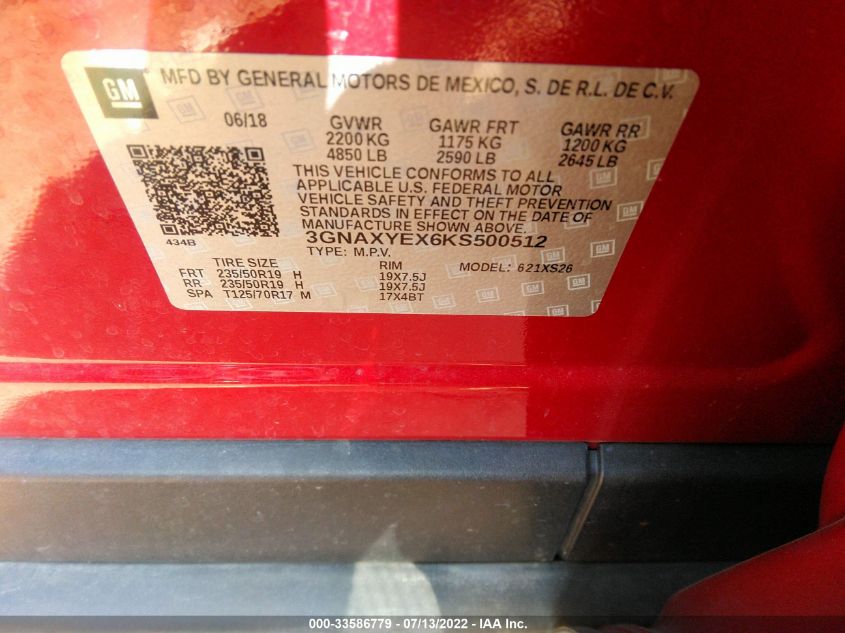 GM
MFD BY GENERAL MOTORS DE MEXICO, S. DE R.L. DE C.V.
06/18 GVWR GAWR FRT GAWR RR
2200 KG 1175 KG 1200 KG
4850 LB 2590 LB 2645 LB
THIS VEHICLE CONFORMS TO ALL
APPLICABLE U.S. FEDERAL MOTOR
VEHICLE SAFETY AND THEFT PREVENTION
STANDARDS IN EFFECT ON THE DATE OF
MANUFACTURE SHOWN ABOVE.
434B 3GNAXYEX6KS500512
TYPE: M.P.V.
TIRE SIZE RIM MODEL: 621XS26
FRT 235/50R19 H 19X7.5J
RR 235/50R19 H 19X7.5J
SPA T125/70R17 M 17X4BT
000-33586779 - 07/13/2022 - IAA Inc.